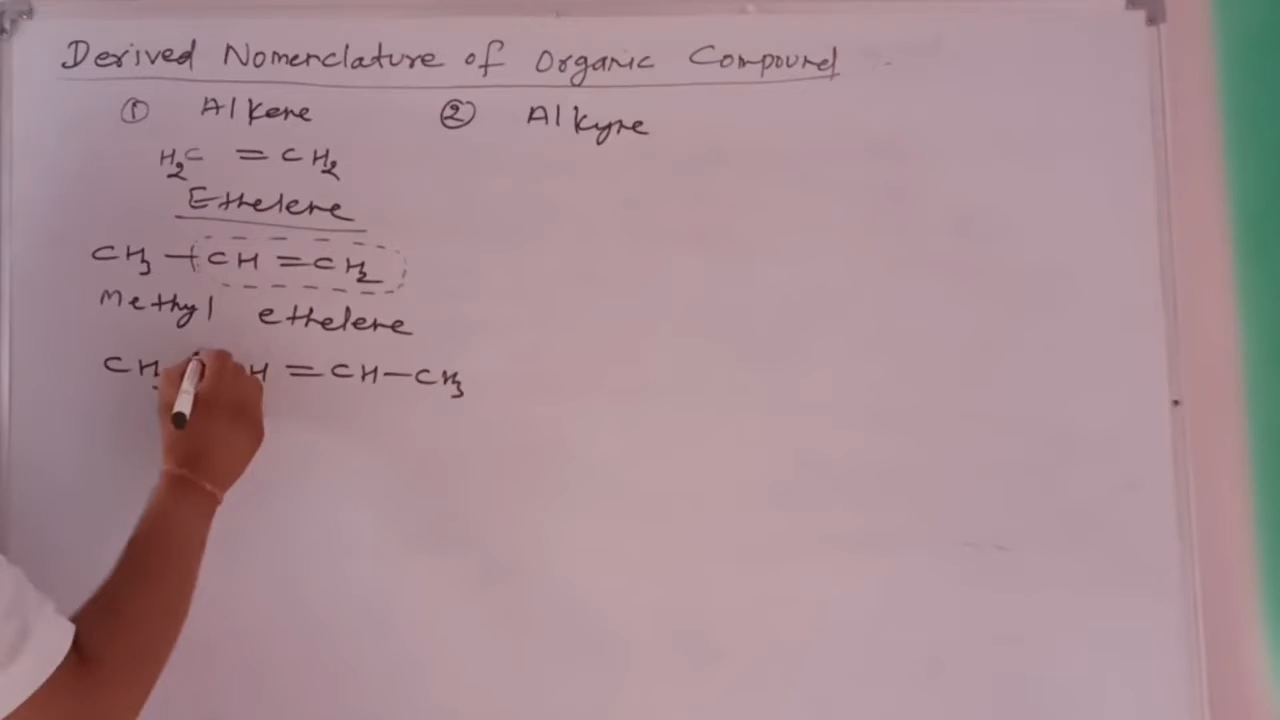 Derived Nomenclature of Organic Compound
① Alkene ② Alkyne
H₂C = CH₂
Ethelene
CH₃ — CH = CH₂
Methyl ethelene
CH H = CH — CH₃